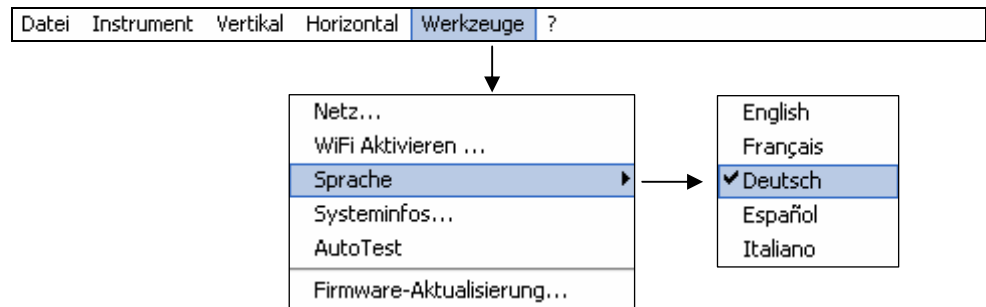 Datei Instrument Vertikal Horizontal Werkzeuge ?
Netz...
WiFi Aktivieren ...
Sprache
Systeminfos...
AutoTest
Firmware-Aktualisierung...
English
Français
Deutsch
Español
Italiano